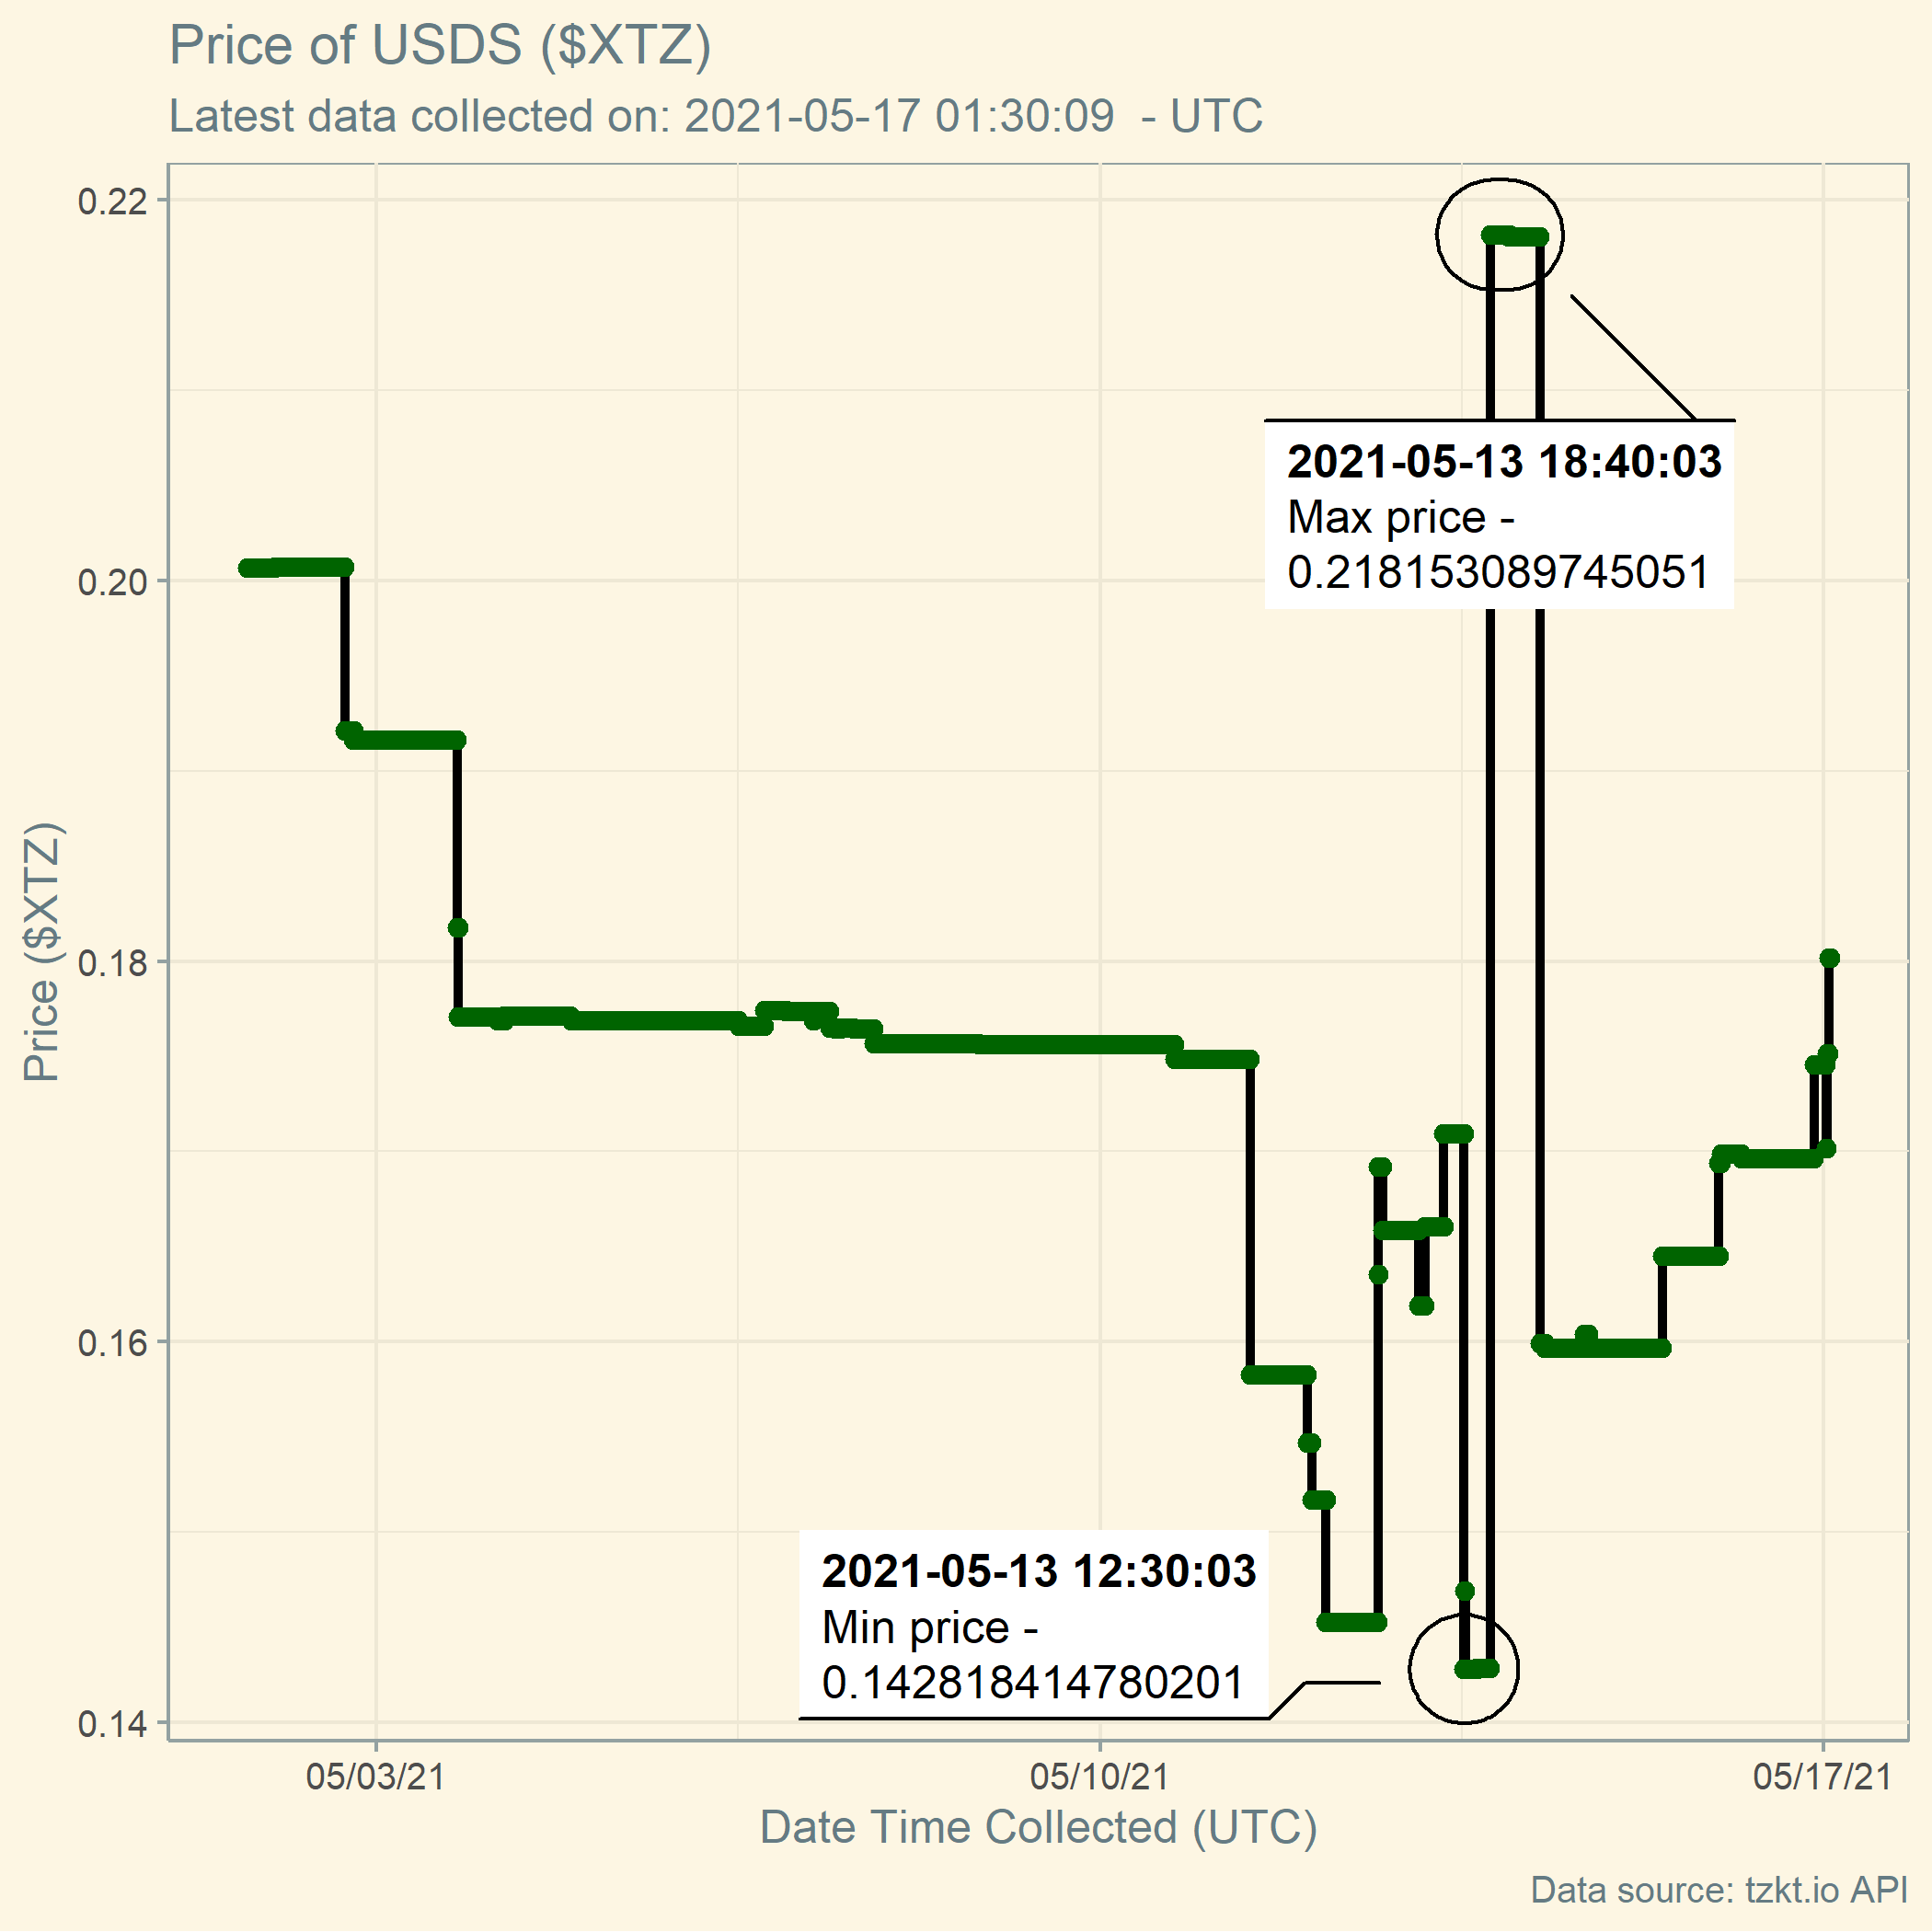 Price of USDS ($XTZ)
Latest data collected on: 2021-05-17 01:30:09  - UTC
Price ($XTZ)
0.22
0.20
0.18
0.16
0.14
2021-05-13 18:40:03
Max price -
0.218153089745051
2021-05-13 12:30:03
Min price -
0.142818414780201
05/03/21
05/10/21
05/17/21
Date Time Collected (UTC)
Data source: tzkt.io API